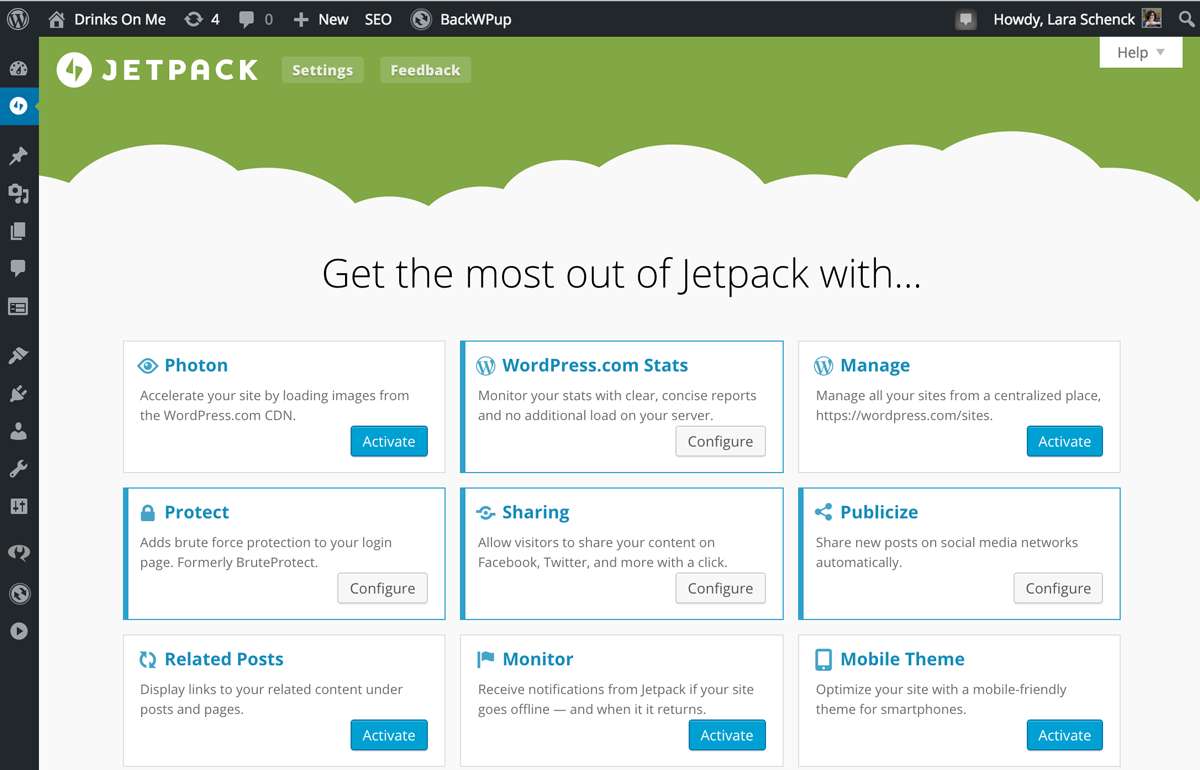 Drinks On Me 4 0 New SEO BackWPup Howdy, Lara Schenck
JETPACK Settings Feedback Help
Get the most out of Jetpack with...
Photon
Accelerate your site by loading images from
the WordPress.com CDN.
Activate
WordPress.com Stats
Monitor your stats with clear, concise reports
and no additional load on your server.
Configure
Manage
Manage all your sites from a centralized place,
https://wordpress.com/sites.
Activate
Protect
Adds brute force protection to your login
page. Formerly BruteProtect.
Configure
Sharing
Allow visitors to share your content on
Facebook, Twitter, and more with a click.
Configure
Publicize
Share new posts on social media networks
automatically.
Configure
Related Posts
Display links to your related content under
posts and pages.
Activate
Monitor
Receive notifications from Jetpack if your site
goes offline — and when it it returns.
Activate
Mobile Theme
Optimize your site with a mobile-friendly
theme for smartphones.
Activate